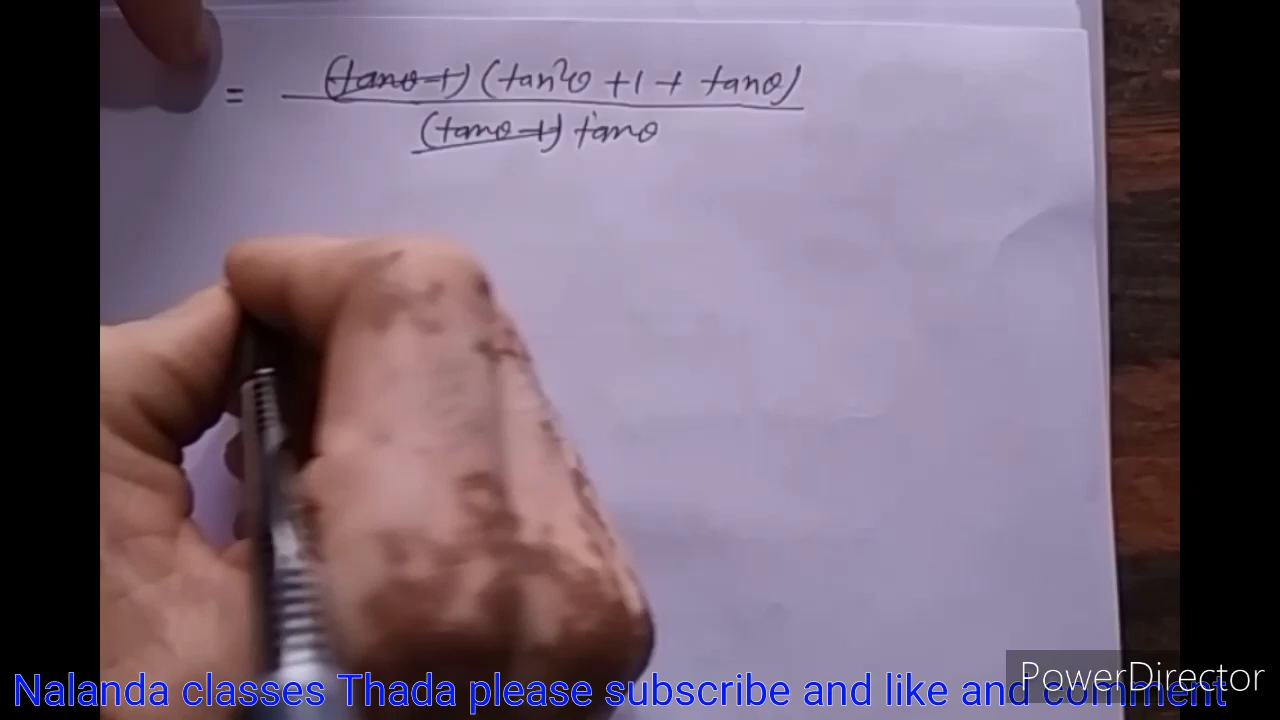 = (tanθ-1) (tan²θ +1 + tanθ)
(tanθ-1) tanθ
PowerDirector
Nalanda classes Thada please subscribe and like and comment